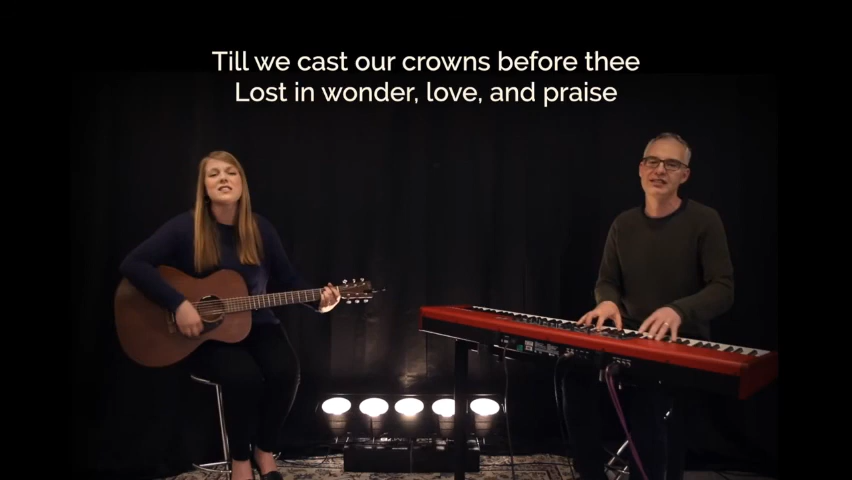 Till we cast our crowns before thee
Lost in wonder, love, and praise